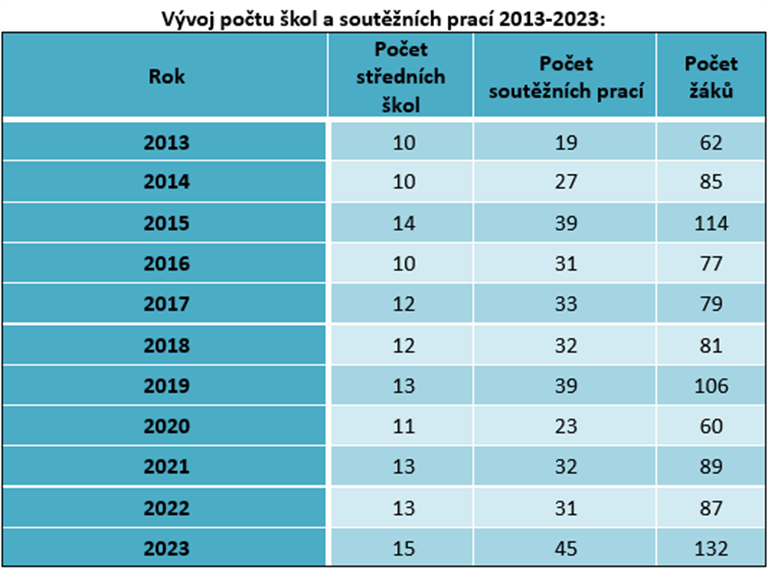 Vývoj počtu škol a soutěžních prací 2013-2023:
Rok Počet středních škol Počet soutěžních prací Počet žáků
2013 10 19 62
2014 10 27 85
2015 14 39 114
2016 10 31 77
2017 12 33 79
2018 12 32 81
2019 13 39 106
2020 11 23 60
2021 13 32 89
2022 13 31 87
2023 15 45 132